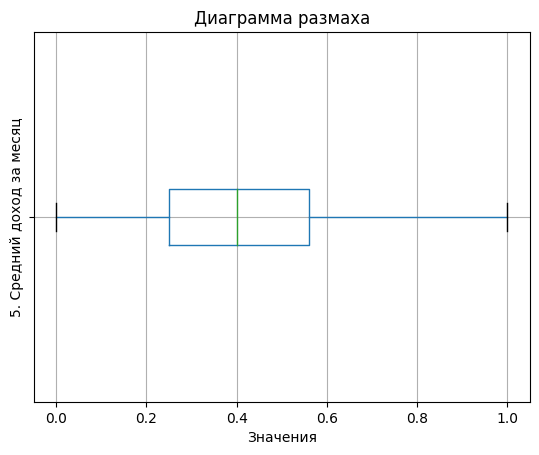 Диаграмма размаха
5. Средний доход за месяц
0.0 0.2 0.4 0.6 0.8 1.0
Значения